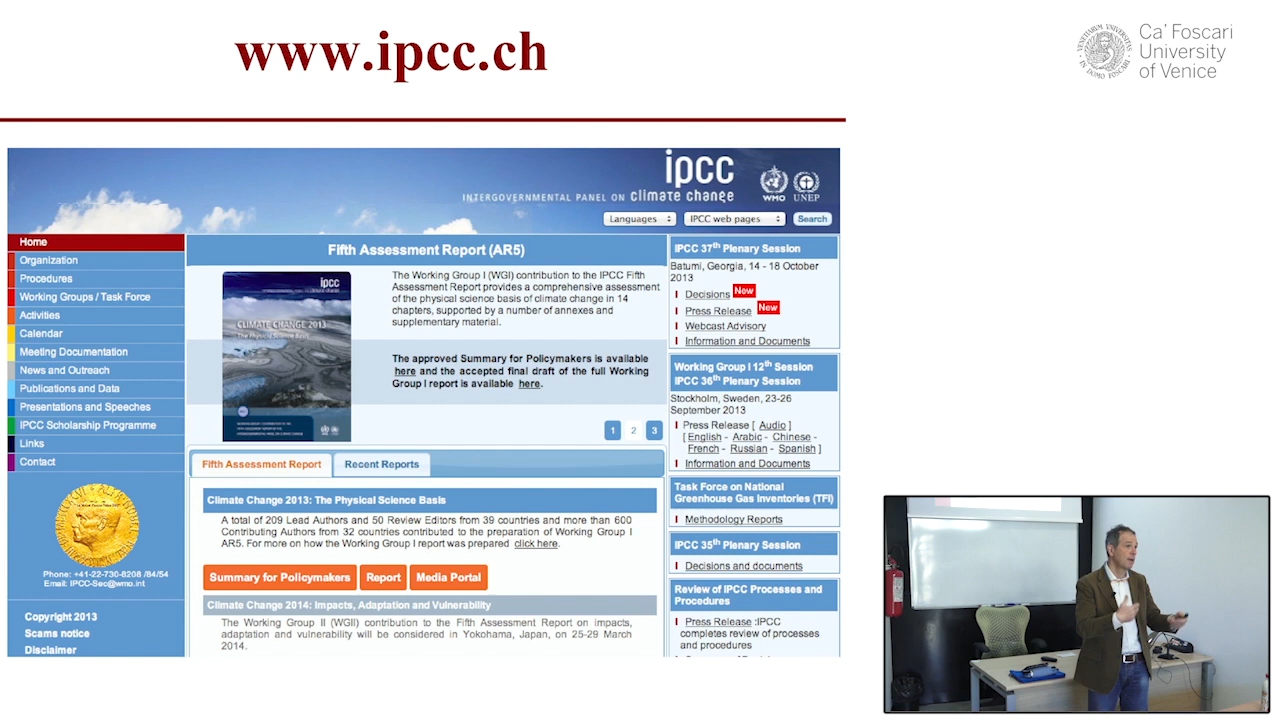 www.ipcc.ch
Ca' Foscari
University
of Venice
ipcc
INTERGOVERNMENTAL PANEL ON climate change
WMO UNEP
Languages
IPCC web pages
Search
Home
Organization
Procedures
Working Groups / Task Force
Activities
Calendar
Meeting Documentation
News and Outreach
Publications and Data
Presentations and Speeches
IPCC Scholarship Programme
Links
Contact
Phone: +41-22-730-8208 /84/54
Email: IPCC-Sec@wmo.int
Copyright 2013
Scams notice
Disclaimer
Fifth Assessment Report (AR5)
ipcc
CLIMATE CHANGE 2013
The Physical Science Basis
The Working Group I (WGI) contribution to the IPCC Fifth
Assessment Report provides a comprehensive assessment
of the physical science basis of climate change in 14
chapters, supported by a number of annexes and
supplementary material.
The approved Summary for Policymakers is available
here and the accepted final draft of the full Working
Group I report is available here.
1 2 3
Fifth Assessment Report
Recent Reports
Climate Change 2013: The Physical Science Basis
A total of 209 Lead Authors and 50 Review Editors from 39 countries and more than 600
Contributing Authors from 32 countries contributed to the preparation of Working Group I
AR5. For more on how the Working Group I report was prepared click here.
Summary for Policymakers
Report
Media Portal
Climate Change 2014: Impacts, Adaptation and Vulnerability
The Working Group II (WGII) contribution to the Fifth Assessment Report on impacts,
adaptation and vulnerability will be considered in Yokohama, Japan, on 25-29 March
2014.
IPCC 37th Plenary Session
Batumi, Georgia, 14 - 18 October
2013
Decisions New
Press Release New
Webcast Advisory
Information and Documents
Working Group I 12th Session
IPCC 36th Plenary Session
Stockholm, Sweden, 23-26
September 2013
Press Release [ Audio ]
[ English - Arabic - Chinese -
French - Russian - Spanish ]
Information and Documents
Task Force on National
Greenhouse Gas Inventories (TFI)
Methodology Reports
IPCC 35th Plenary Session
Decisions and documents
Review of IPCC Processes and
Procedures
Press Release :IPCC
completes review of processes
and procedures